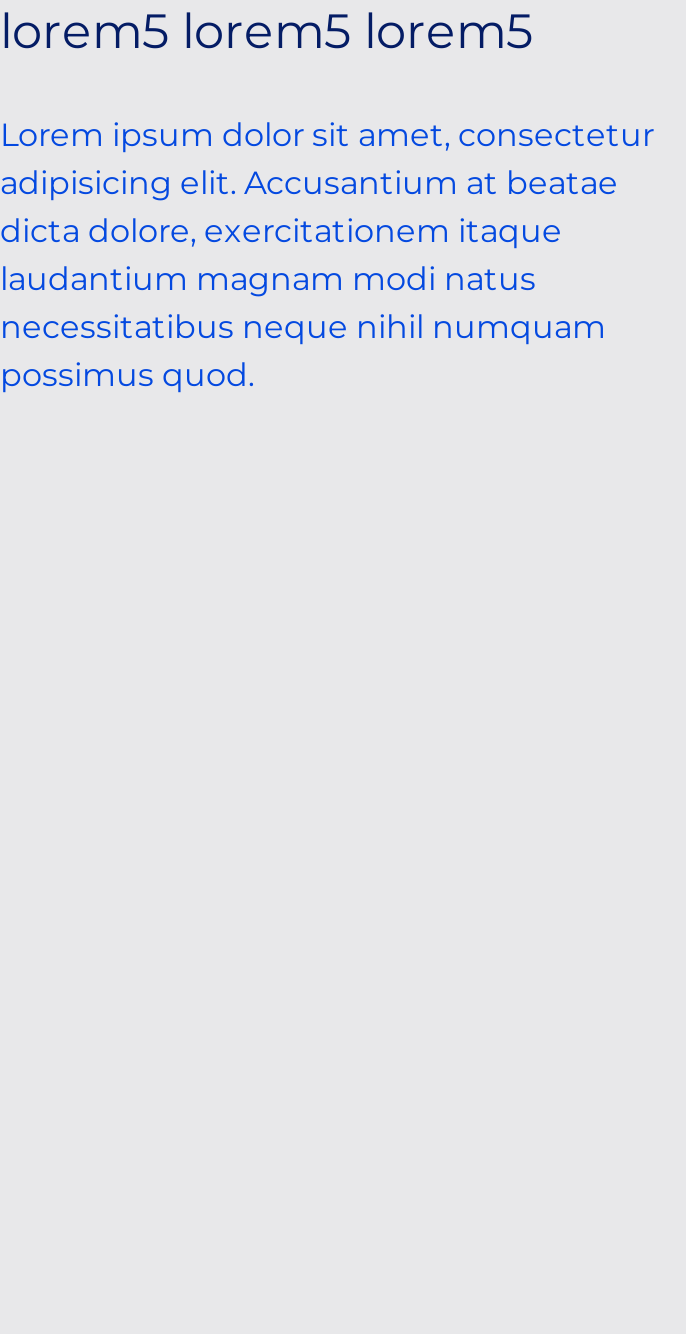 lorem5 lorem5 lorem5
Lorem ipsum dolor sit amet, consectetur
adipisicing elit. Accusantium at beatae
dicta dolore, exercitationem itaque
laudantium magnam modi natus
necessitatibus neque nihil numquam
possimus quod.